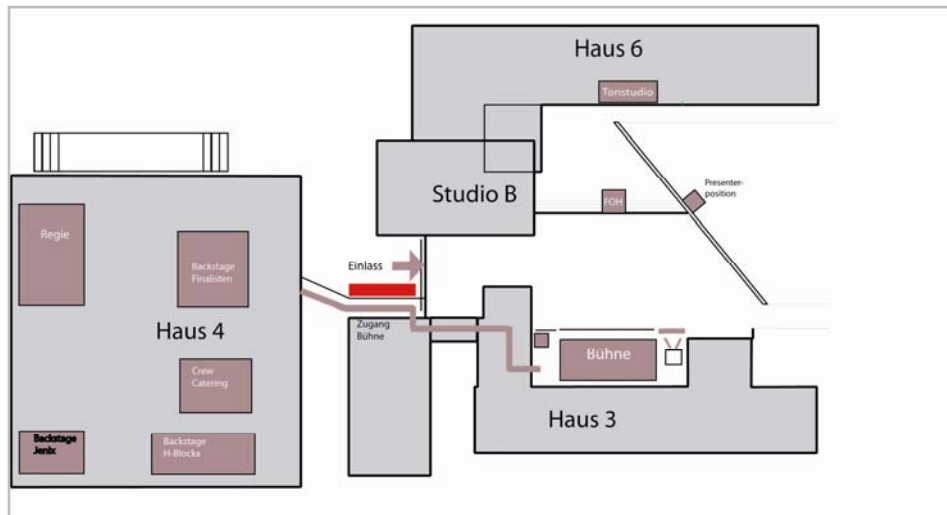 Haus 6
Tonstudio
Studio B
FOH
Presenter-
position
Regie
Backstage
Finalisten
Einlass
Zugang
Bühne
Haus 4
Bühne
Crew
Catering
Haus 3
Backstage
Jenix
Backstage
H-Blockx